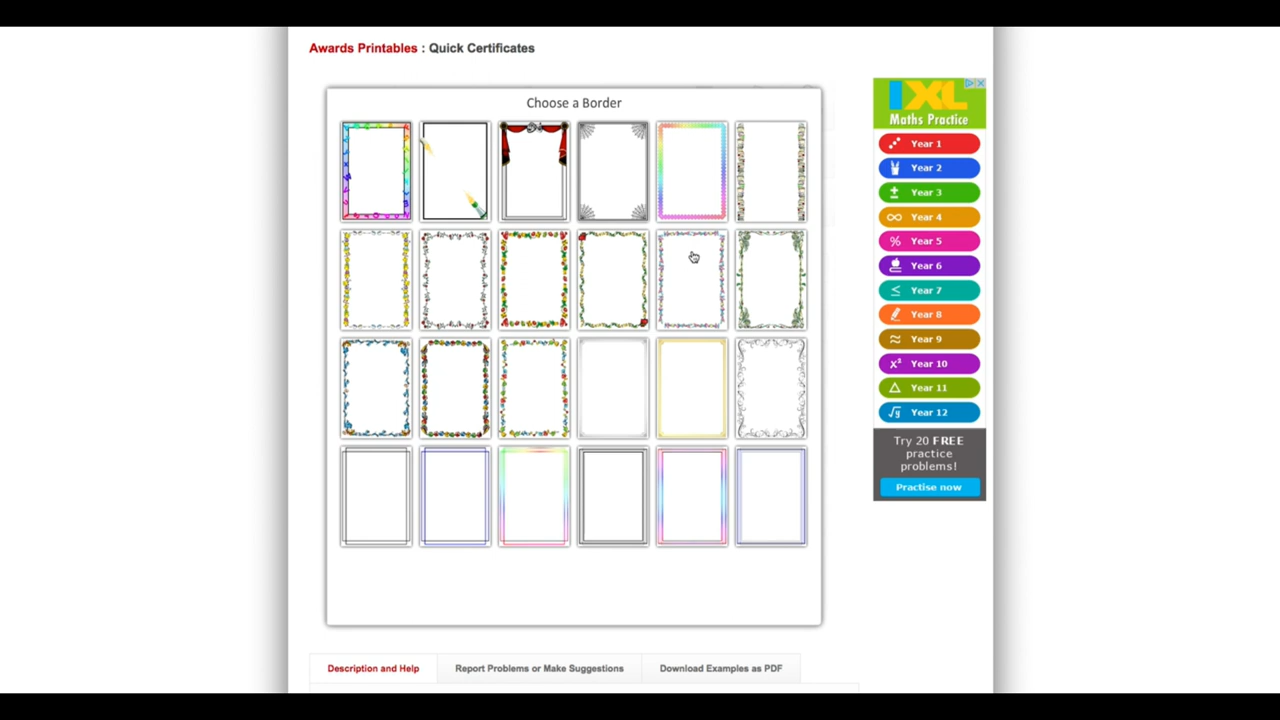 Awards Printables : Quick Certificates
Choose a Border
IXL
Maths Practice
Year 1
Year 2
± Year 3
∞ Year 4
% Year 5
Year 6
≤ Year 7
Year 8
≈ Year 9
x³ Year 10
Year 11
√y Year 12
Try 20 FREE
practice
problems!
Practise now
Description and Help
Report Problems or Make Suggestions
Download Examples as PDF